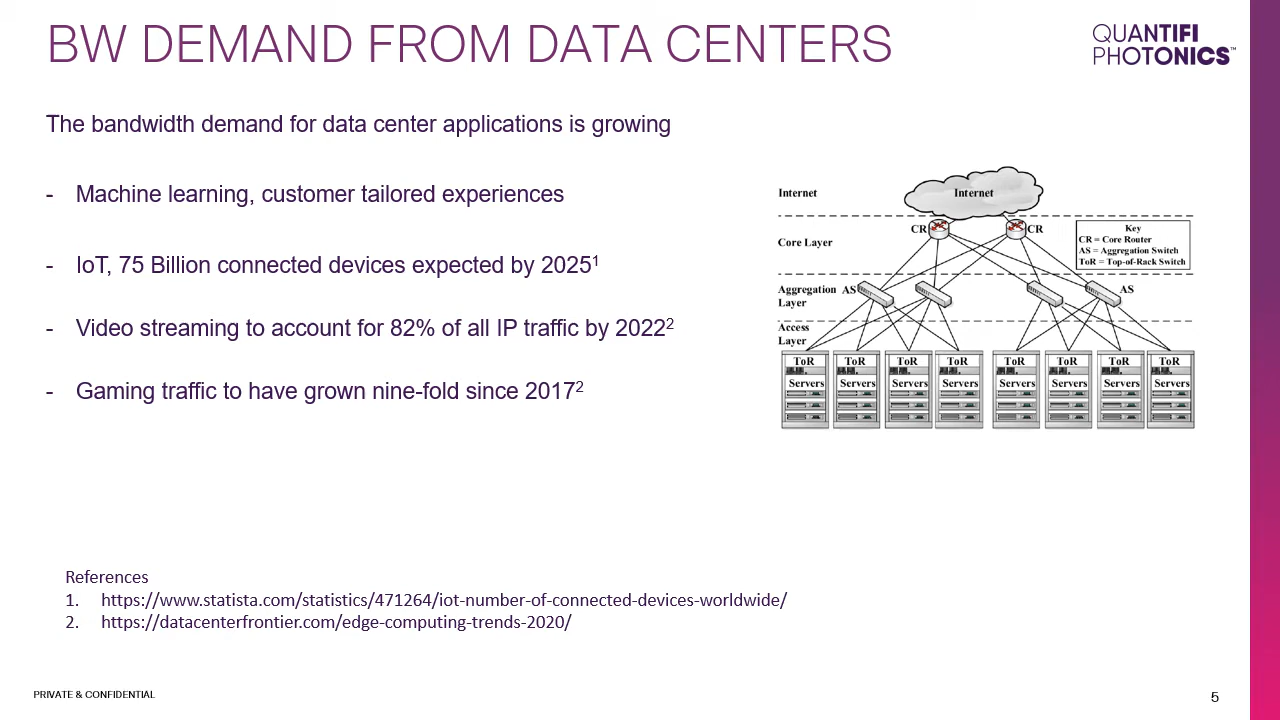 BW DEMAND FROM DATA CENTERS
QUANTIFI
PHOTONICS™
The bandwidth demand for data center applications is growing
- Machine learning, customer tailored experiences
- IoT, 75 Billion connected devices expected by 2025¹
- Video streaming to account for 82% of all IP traffic by 2022²
- Gaming traffic to have grown nine-fold since 2017²
Internet
Internet
CR
CR
Core Layer
Key
CR = Core Router
AS = Aggregation Switch
ToR = Top-of-Rack Switch
Aggregation
Layer
AS
AS
Access
Layer
ToR ToR ToR ToR ToR ToR ToR ToR
Servers Servers Servers Servers Servers Servers Servers Servers
References
1. https://www.statista.com/statistics/471264/iot-number-of-connected-devices-worldwide/
2. https://datacenterfrontier.com/edge-computing-trends-2020/
PRIVATE & CONFIDENTIAL
5